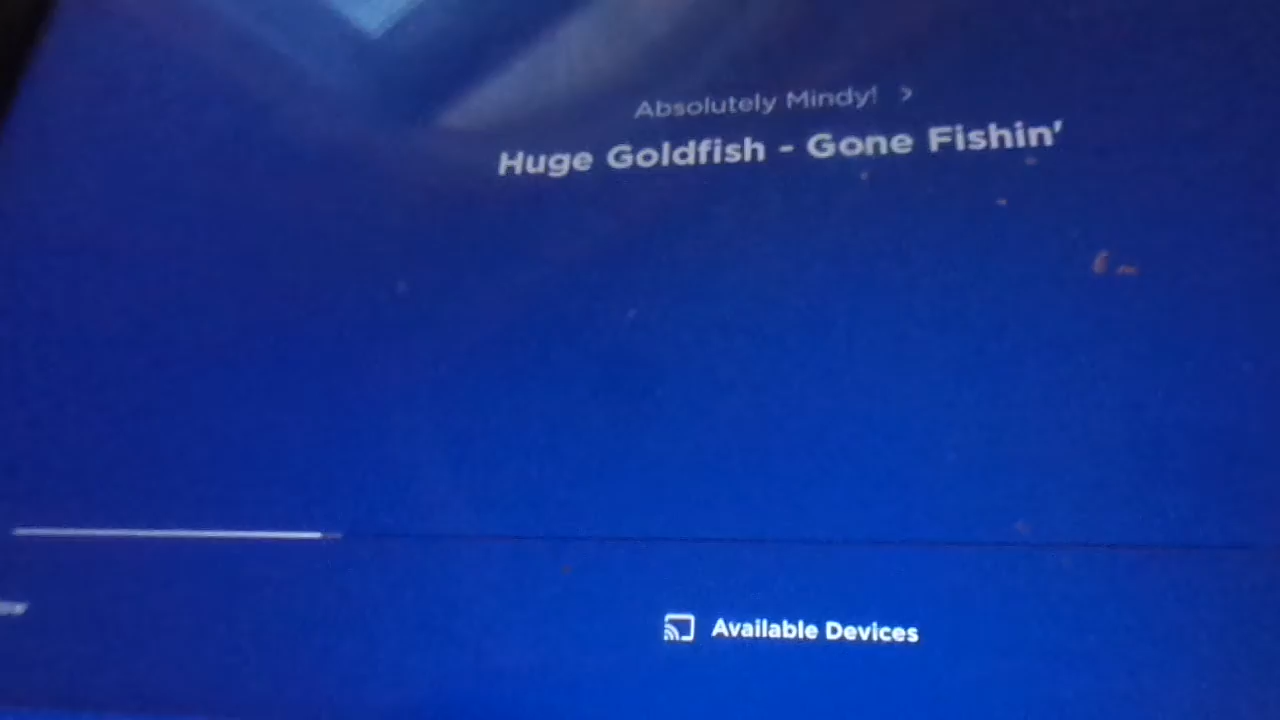 Absolutely Mindy! >
Huge Goldfish - Gone Fishin'
Available Devices